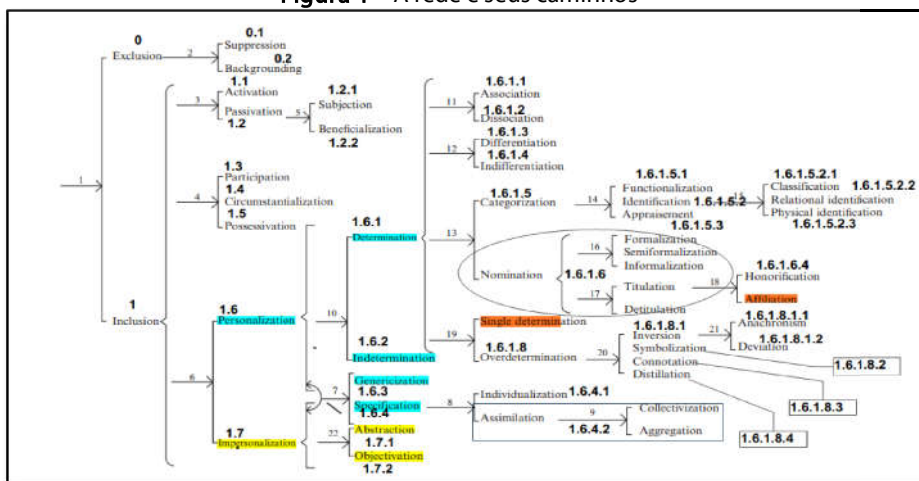 Figura 1 – A rede e seus caminhos
0
Exclusion
2
0.1
Suppression
Backgrounding
0.2
1
1.1
Activation
3
Passivation
1.2
5
1.2.1
Subjection
Beneficialization
1.2.2
1.3
Participation
4
1.4
Circumstantialization
1.5
Possessivation
1
Inclusion
6
1.6
Personalization
1.7
Impersonalization
10
1.6.1
Determination
1.6.2
Indetermination
7
Genericization
1.6.3
Specification
1.6.4
22
Abstraction
1.7.1
Objectivation
1.7.2
11
1.6.1.1
Association
1.6.1.2
Dissociation
12
1.6.1.3
Differentiation
1.6.1.4
Indifferentiation
13
1.6.1.5
Categorization
14
1.6.1.5.1
Functionalization
Identification 1.6.1.5.2
Appraisement
1.6.1.5.3
15
1.6.1.5.2.1
Classification 1.6.1.5.2.2
Relational identification
Physical identification
1.6.1.5.2.3
Nomination
1.6.1.6
16
Formalization
Semiformalization
Informalization
17
Titulation
Detitulation
18
1.6.1.6.4
Honorification
Affiliation
19
Single determination
1.6.1.8
Overdetermination
20
1.6.1.8.1
Inversion
Symbolization
Connotation
Distillation
21
1.6.1.8.1.1
Anachronism
Deviation
1.6.1.8.1.2
1.6.1.8.2
1.6.1.8.3
1.6.1.8.4
8
Individualization 1.6.4.1
Assimilation
9
1.6.4.2
Collectivization
Aggregation